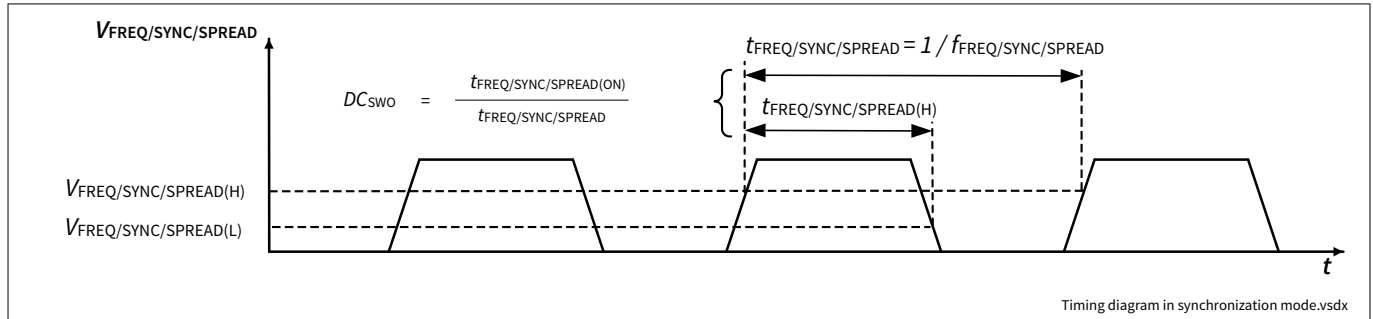 VFREQ/SYNC/SPREAD
tFREQ/SYNC/SPREAD = 1 / fFREQ/SYNC/SPREAD
DCSWO = tFREQ/SYNC/SPREAD(ON)
tFREQ/SYNC/SPREAD
{
tFREQ/SYNC/SPREAD(H)
VFREQ/SYNC/SPREAD(H)
VFREQ/SYNC/SPREAD(L)
t
Timing diagram in synchronization mode.vsdx